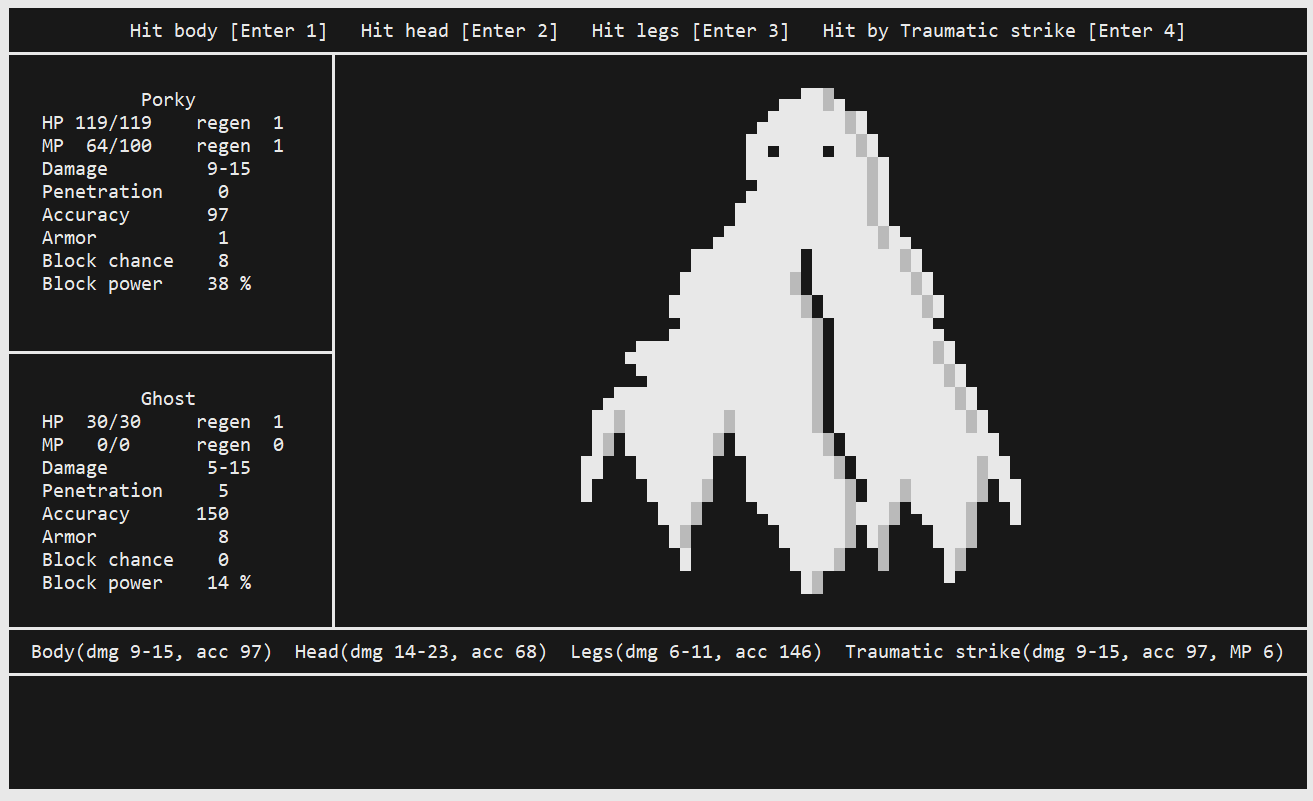 Hit body [Enter 1]   Hit head [Enter 2]   Hit legs [Enter 3]   Hit by Traumatic strike [Enter 4]
Porky
HP 119/119    regen  1
MP  64/100    regen  1
Damage         9-15
Penetration     0
Accuracy       97
Armor           1
Block chance    8
Block power    38 %
Ghost
HP  30/30     regen  1
MP   0/0      regen  0
Damage         5-15
Penetration     5
Accuracy      150
Armor           8
Block chance    0
Block power    14 %
Body(dmg 9-15, acc 97)  Head(dmg 14-23, acc 68)  Legs(dmg 6-11, acc 146)  Traumatic strike(dmg 9-15, acc 97, MP 6)